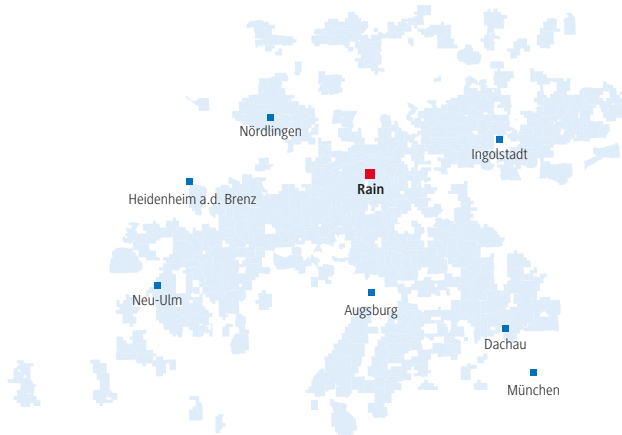 Nördlingen
Ingolstadt
Rain
Heidenheim a.d. Brenz
Neu-Ulm
Augsburg
Dachau
München